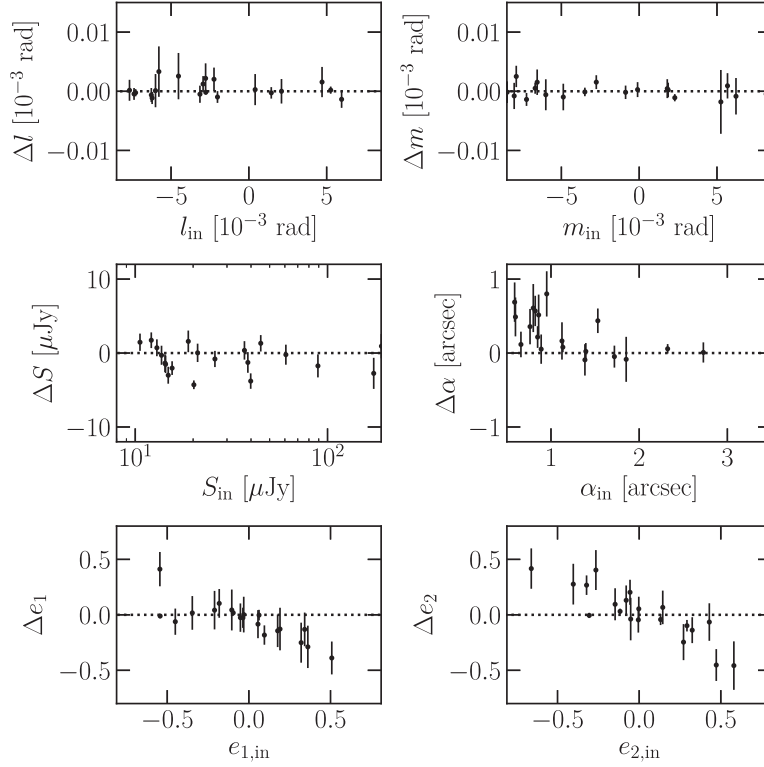 0.01
0.00
−0.01
Δl [10⁻³ rad]
−5 0 5
l_in [10⁻³ rad]
0.01
0.00
−0.01
Δm [10⁻³ rad]
−5 0 5
m_in [10⁻³ rad]
10
0
−10
ΔS [μJy]
10¹ 10²
S_in [μJy]
1
0
−1
Δα [arcsec]
1 2 3
α_in [arcsec]
0.5
0.0
−0.5
Δe₁
−0.5 0.0 0.5
e₁,in
0.5
0.0
−0.5
Δe₂
−0.5 0.0 0.5
e₂,in